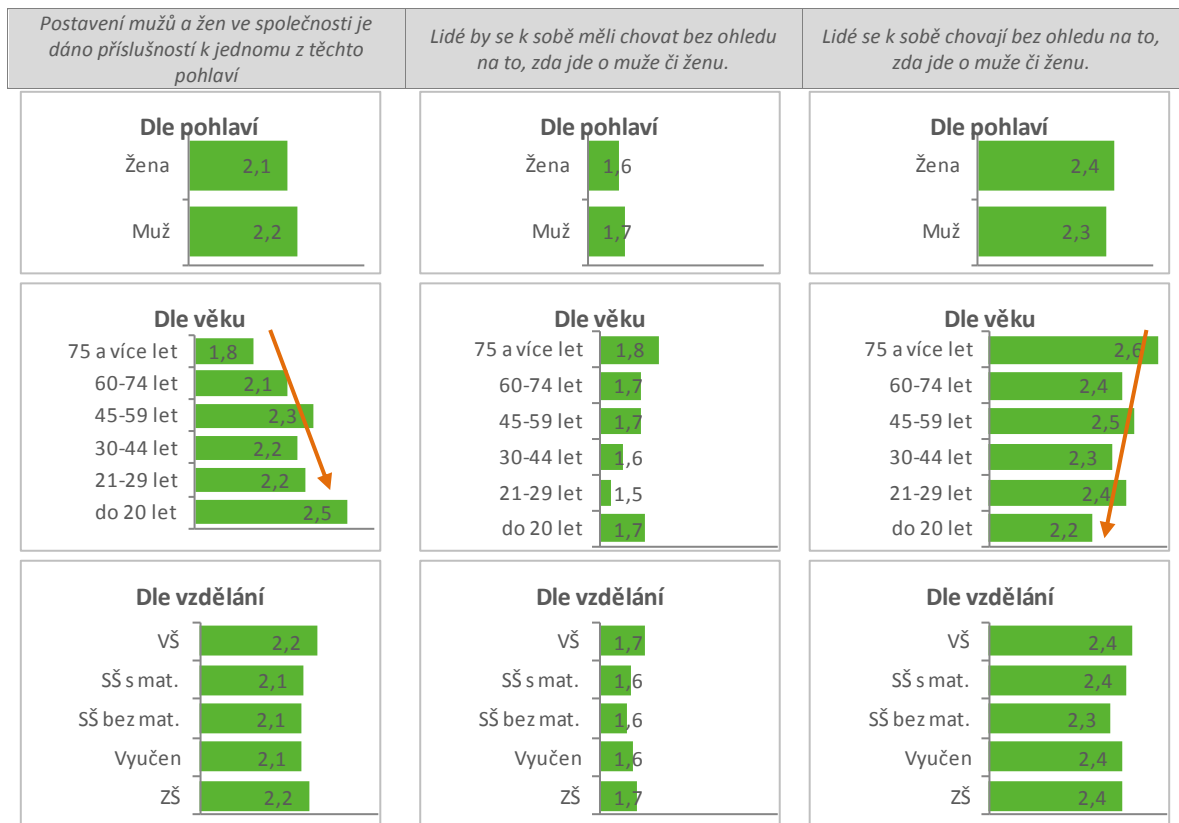 Postavení mužů a žen ve společnosti je
dáno příslušností k jednomu z těchto
pohlaví
Lidé by se k sobě měli chovat bez ohledu
na to, zda jde o muže či ženu.
Lidé se k sobě chovají bez ohledu na to,
zda jde o muže či ženu.
Dle pohlaví
Žena 2,1
Muž 2,2
Dle pohlaví
Žena 1,6
Muž 1,7
Dle pohlaví
Žena 2,4
Muž 2,3
Dle věku
75 a více let 1,8
60-74 let 2,1
45-59 let 2,3
30-44 let 2,2
21-29 let 2,2
do 20 let 2,5
Dle věku
75 a více let 1,8
60-74 let 1,7
45-59 let 1,7
30-44 let 1,6
21-29 let 1,5
do 20 let 1,7
Dle věku
75 a více let 2,6
60-74 let 2,4
45-59 let 2,5
30-44 let 2,3
21-29 let 2,4
do 20 let 2,2
Dle vzdělání
VŠ 2,2
SŠ s mat. 2,1
SŠ bez mat. 2,1
Vyučen 2,1
ZŠ 2,2
Dle vzdělání
VŠ 1,7
SŠ s mat. 1,6
SŠ bez mat. 1,6
Vyučen 1,6
ZŠ 1,7
Dle vzdělání
VŠ 2,4
SŠ s mat. 2,4
SŠ bez mat. 2,3
Vyučen 2,4
ZŠ 2,4